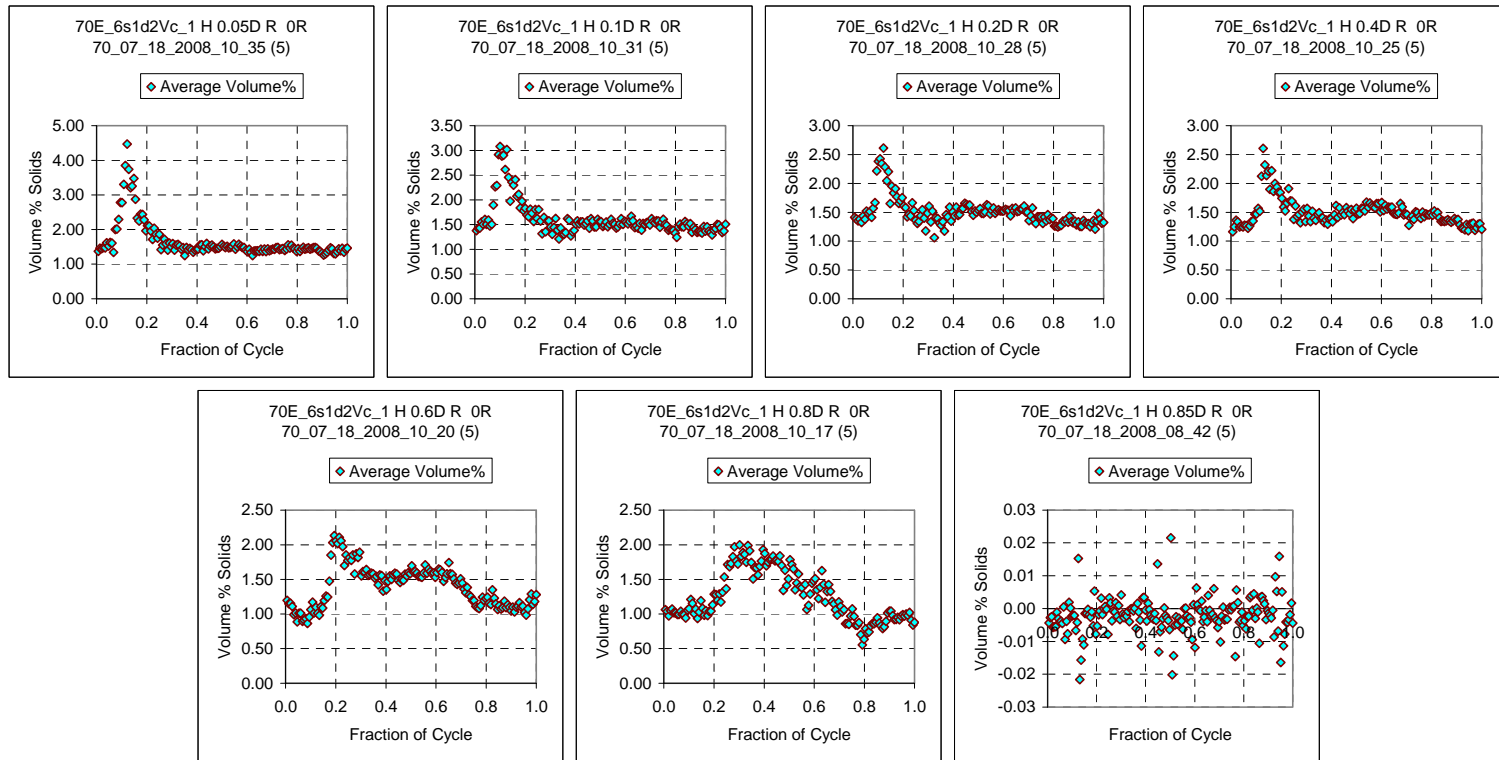 70E_6s1d2Vc_1 H 0.05D R 0R
70_07_18_2008_10_35 (5)
Average Volume%
Volume % Solids
5.00
4.00
3.00
2.00
1.00
0.00
0.0 0.2 0.4 0.6 0.8 1.0
Fraction of Cycle
70E_6s1d2Vc_1 H 0.1D R 0R
70_07_18_2008_10_31 (5)
Average Volume%
Volume % Solids
3.50
3.00
2.50
2.00
1.50
1.00
0.50
0.00
0.0 0.2 0.4 0.6 0.8 1.0
Fraction of Cycle
70E_6s1d2Vc_1 H 0.2D R 0R
70_07_18_2008_10_28 (5)
Average Volume%
Volume % Solids
3.00
2.50
2.00
1.50
1.00
0.50
0.00
0.0 0.2 0.4 0.6 0.8 1.0
Fraction of Cycle
70E_6s1d2Vc_1 H 0.4D R 0R
70_07_18_2008_10_25 (5)
Average Volume%
Volume % Solids
3.00
2.50
2.00
1.50
1.00
0.50
0.00
0.0 0.2 0.4 0.6 0.8 1.0
Fraction of Cycle
70E_6s1d2Vc_1 H 0.6D R 0R
70_07_18_2008_10_20 (5)
Average Volume%
Volume % Solids
2.50
2.00
1.50
1.00
0.50
0.00
0.0 0.2 0.4 0.6 0.8 1.0
Fraction of Cycle
70E_6s1d2Vc_1 H 0.8D R 0R
70_07_18_2008_10_17 (5)
Average Volume%
Volume % Solids
2.50
2.00
1.50
1.00
0.50
0.00
0.0 0.2 0.4 0.6 0.8 1.0
Fraction of Cycle
70E_6s1d2Vc_1 H 0.85D R 0R
70_07_18_2008_08_42 (5)
Average Volume%
Volume % Solids
0.03
0.02
0.01
0.00
-0.01
-0.02
-0.03
0.0 0.2 0.4 0.6 0.8 1.0
Fraction of Cycle